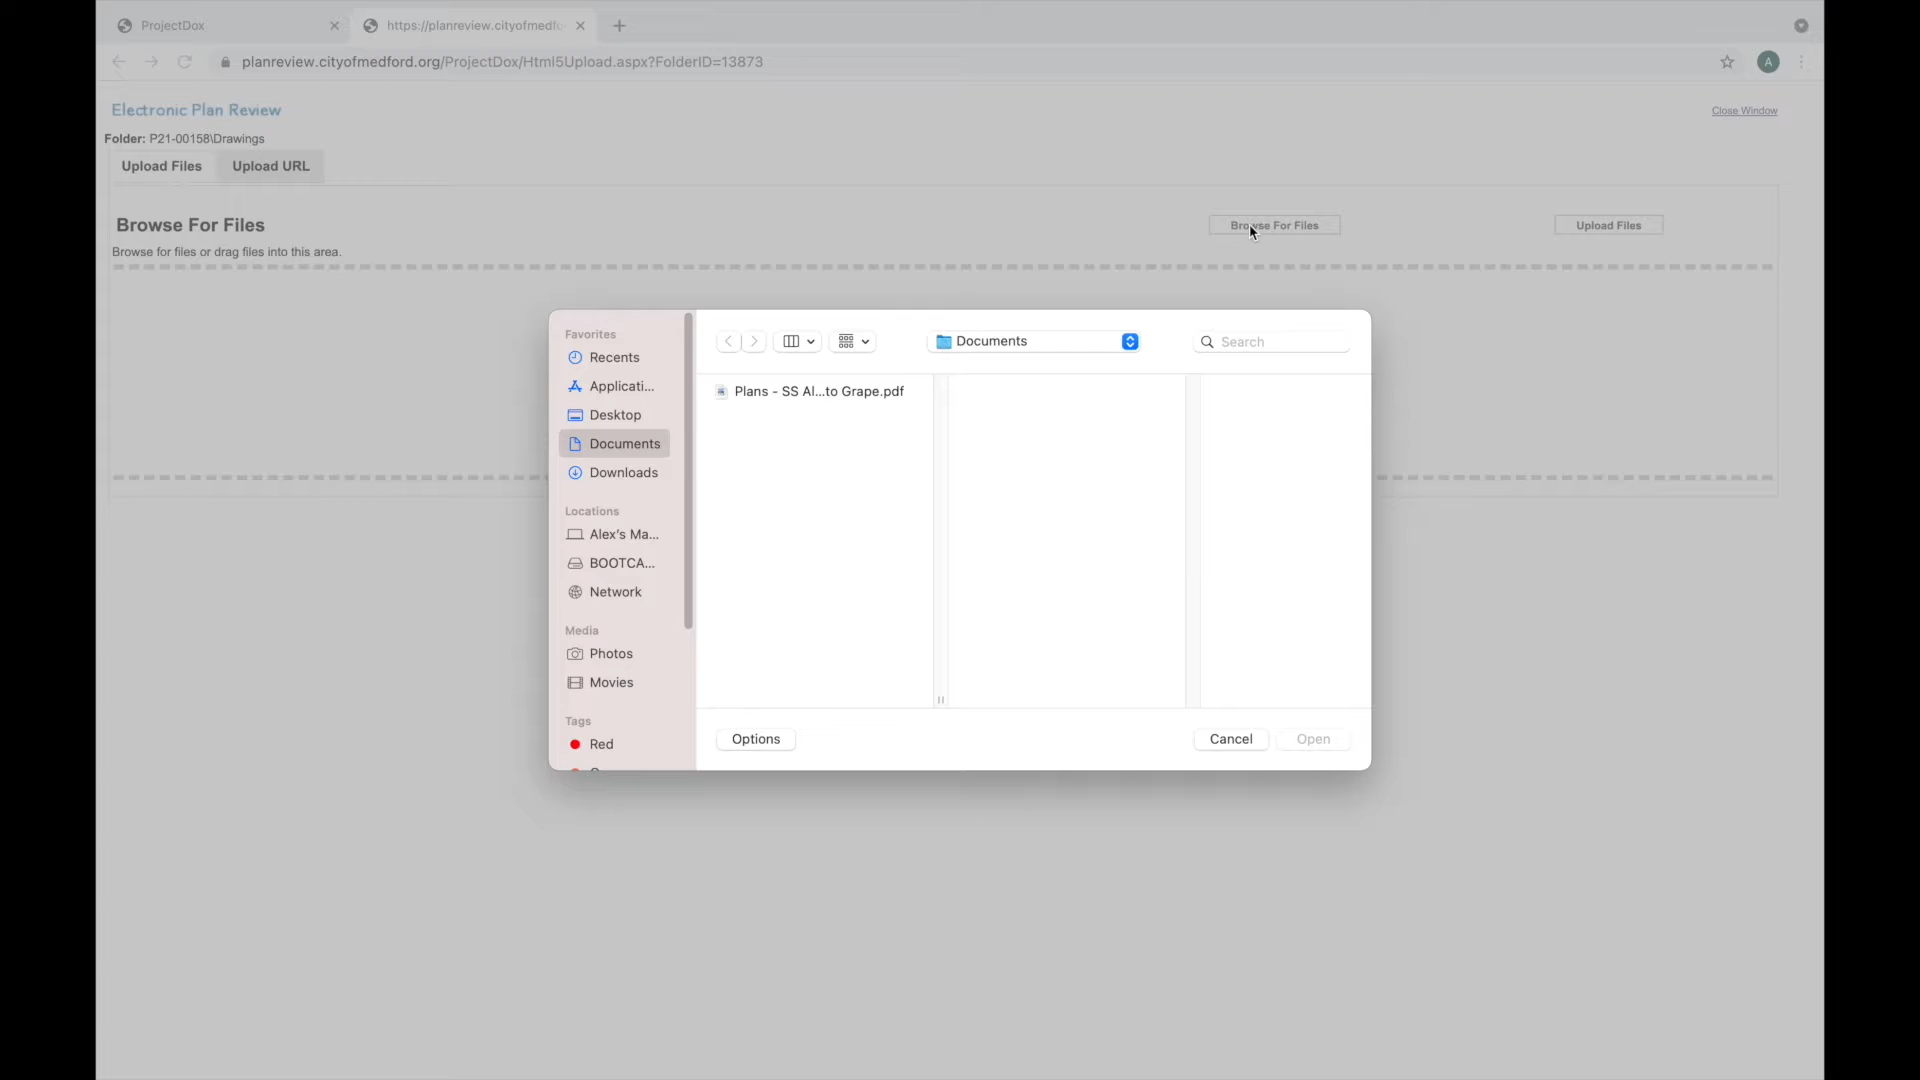 ProjectDox
https://planreview.cityofmedfo
planreview.cityofmedford.org/ProjectDox/Html5Upload.aspx?FolderID=13873
A
Electronic Plan Review
Close Window
Folder: P21-00158\Drawings
Upload Files
Upload URL
Browse For Files
Browse For Files
Upload Files
Browse for files or drag files into this area.
Favorites
Recents
Applicati...
Desktop
Documents
Downloads
Locations
Alex's Ma...
BOOTCA...
Network
Media
Photos
Movies
Tags
Red
Documents
Search
Plans - SS Al...to Grape.pdf
Options
Cancel
Open